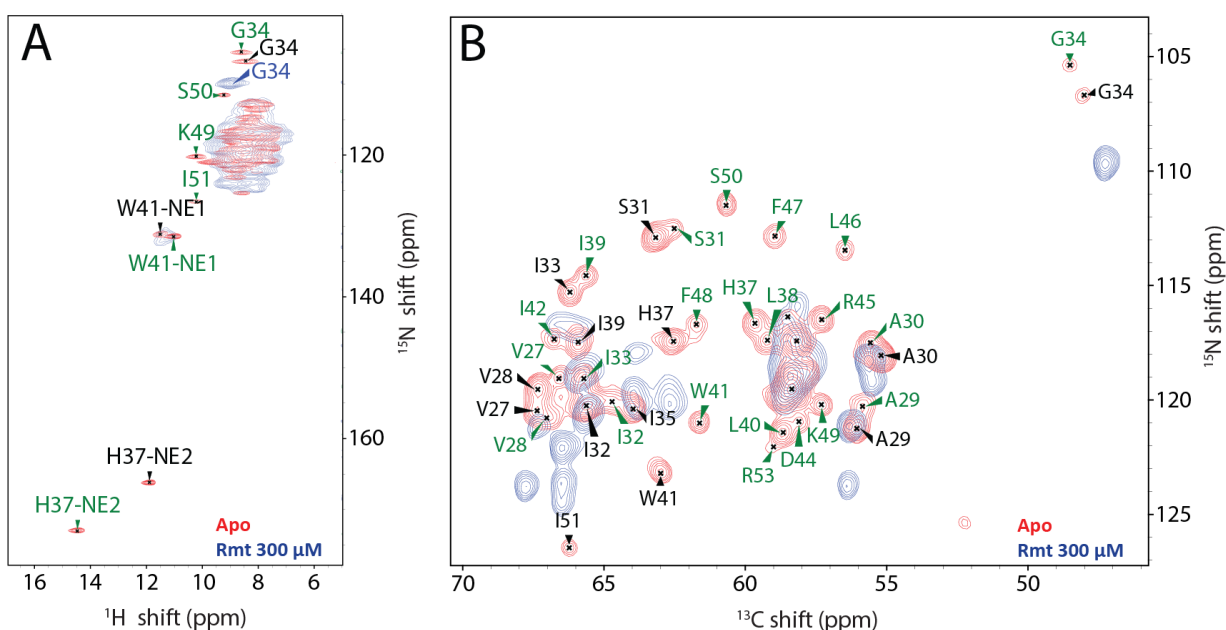 A
G34
G34
G34
S50
K49
I51
W41-NE1
W41-NE1
H37-NE2
H37-NE2
Apo
Rmt 300 µM
120
140
160
15N shift (ppm)
16 14 12 10 8 6
1H shift (ppm)
B
G34
G34
S50
S31
F47
S31
L46
I39
I33
H37
L38
F48
I42
I39
H37
R45
A30
V27
I33
A30
V28
W41
A29
V27
I35
V28
I32
I32
L40
K49
A29
R53
D44
W41
I51
Apo
Rmt 300 µM
105
110
115
120
125
15N shift (ppm)
70 65 60 55 50
13C shift (ppm)